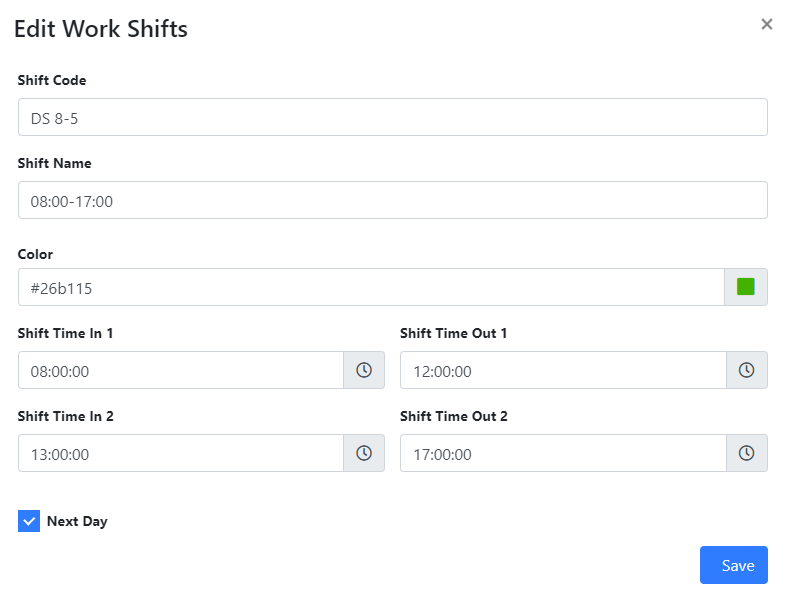 Edit Work Shifts ×
Shift Code
DS 8-5
Shift Name
08:00-17:00
Color
#26b115
Shift Time In 1 Shift Time Out 1
08:00:00 12:00:00
Shift Time In 2 Shift Time Out 2
13:00:00 17:00:00
Next Day
Save